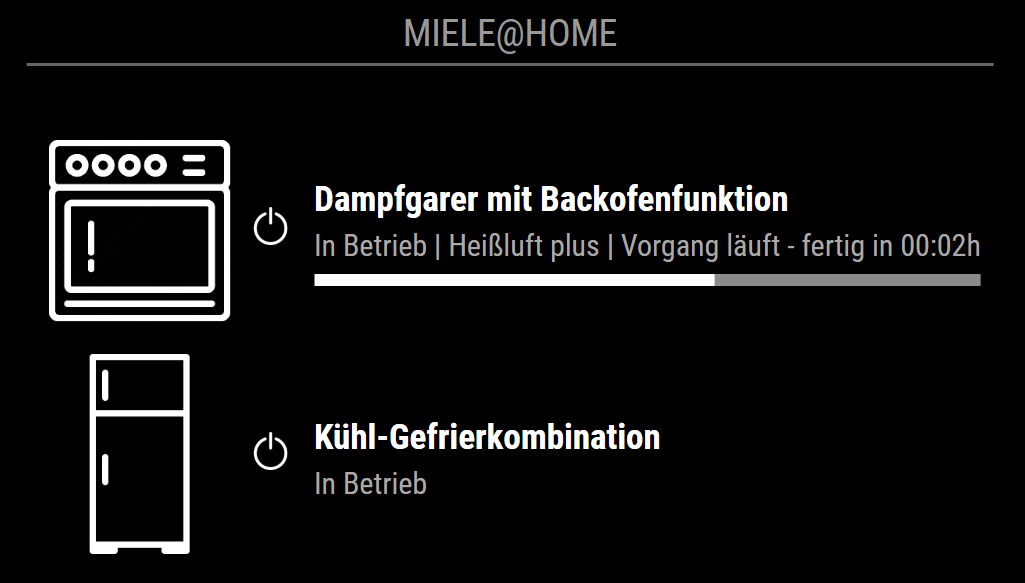 MIELE@HOME
Dampfgarer mit Backofenfunktion
In Betrieb | Heißluft plus | Vorgang läuft - fertig in 00:02h
Kühl-Gefrierkombination
In Betrieb